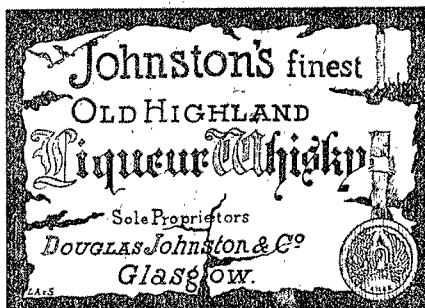 Johnston's finest
OLD HIGHLAND
Liqueur Whisky
Sole Proprietors
DOUGLAS Johnston & Cº
Glasgow.